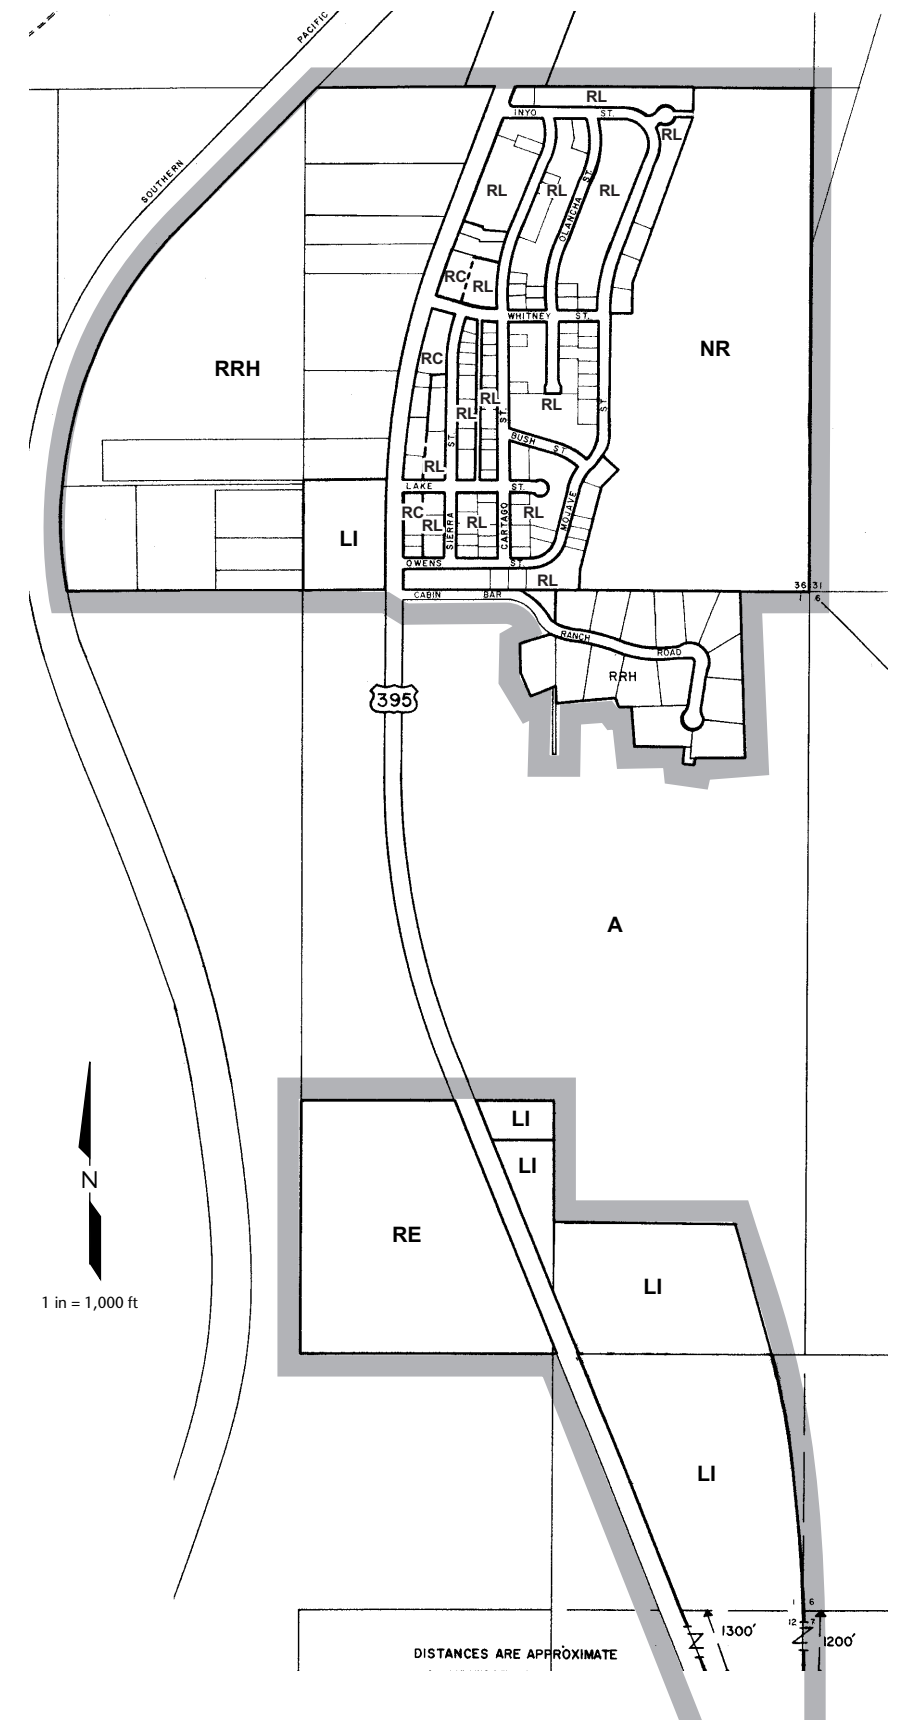 PACIFIC
SOUTHERN
RL
INYO ST.
RL
RL
RL
RL
OLANCHA ST.
RC
RL
WHITNEY ST.
NR
RC
RRH
RL
RL
RL
ST.
ST.
ST.
BUSH ST
RL
LAKE ST.
RC
RL
RL
RL
SIERRA
CARTAGO
MOJAVE
LI
OWENS ST.
RL
36 31
1 6
CABIN BAR RANCH ROAD
RRH
395
A
LI
LI
N
RE
LI
1 in = 1,000 ft
LI
1 6
12 7
1300'
1200'
DISTANCES ARE APPROXIMATE